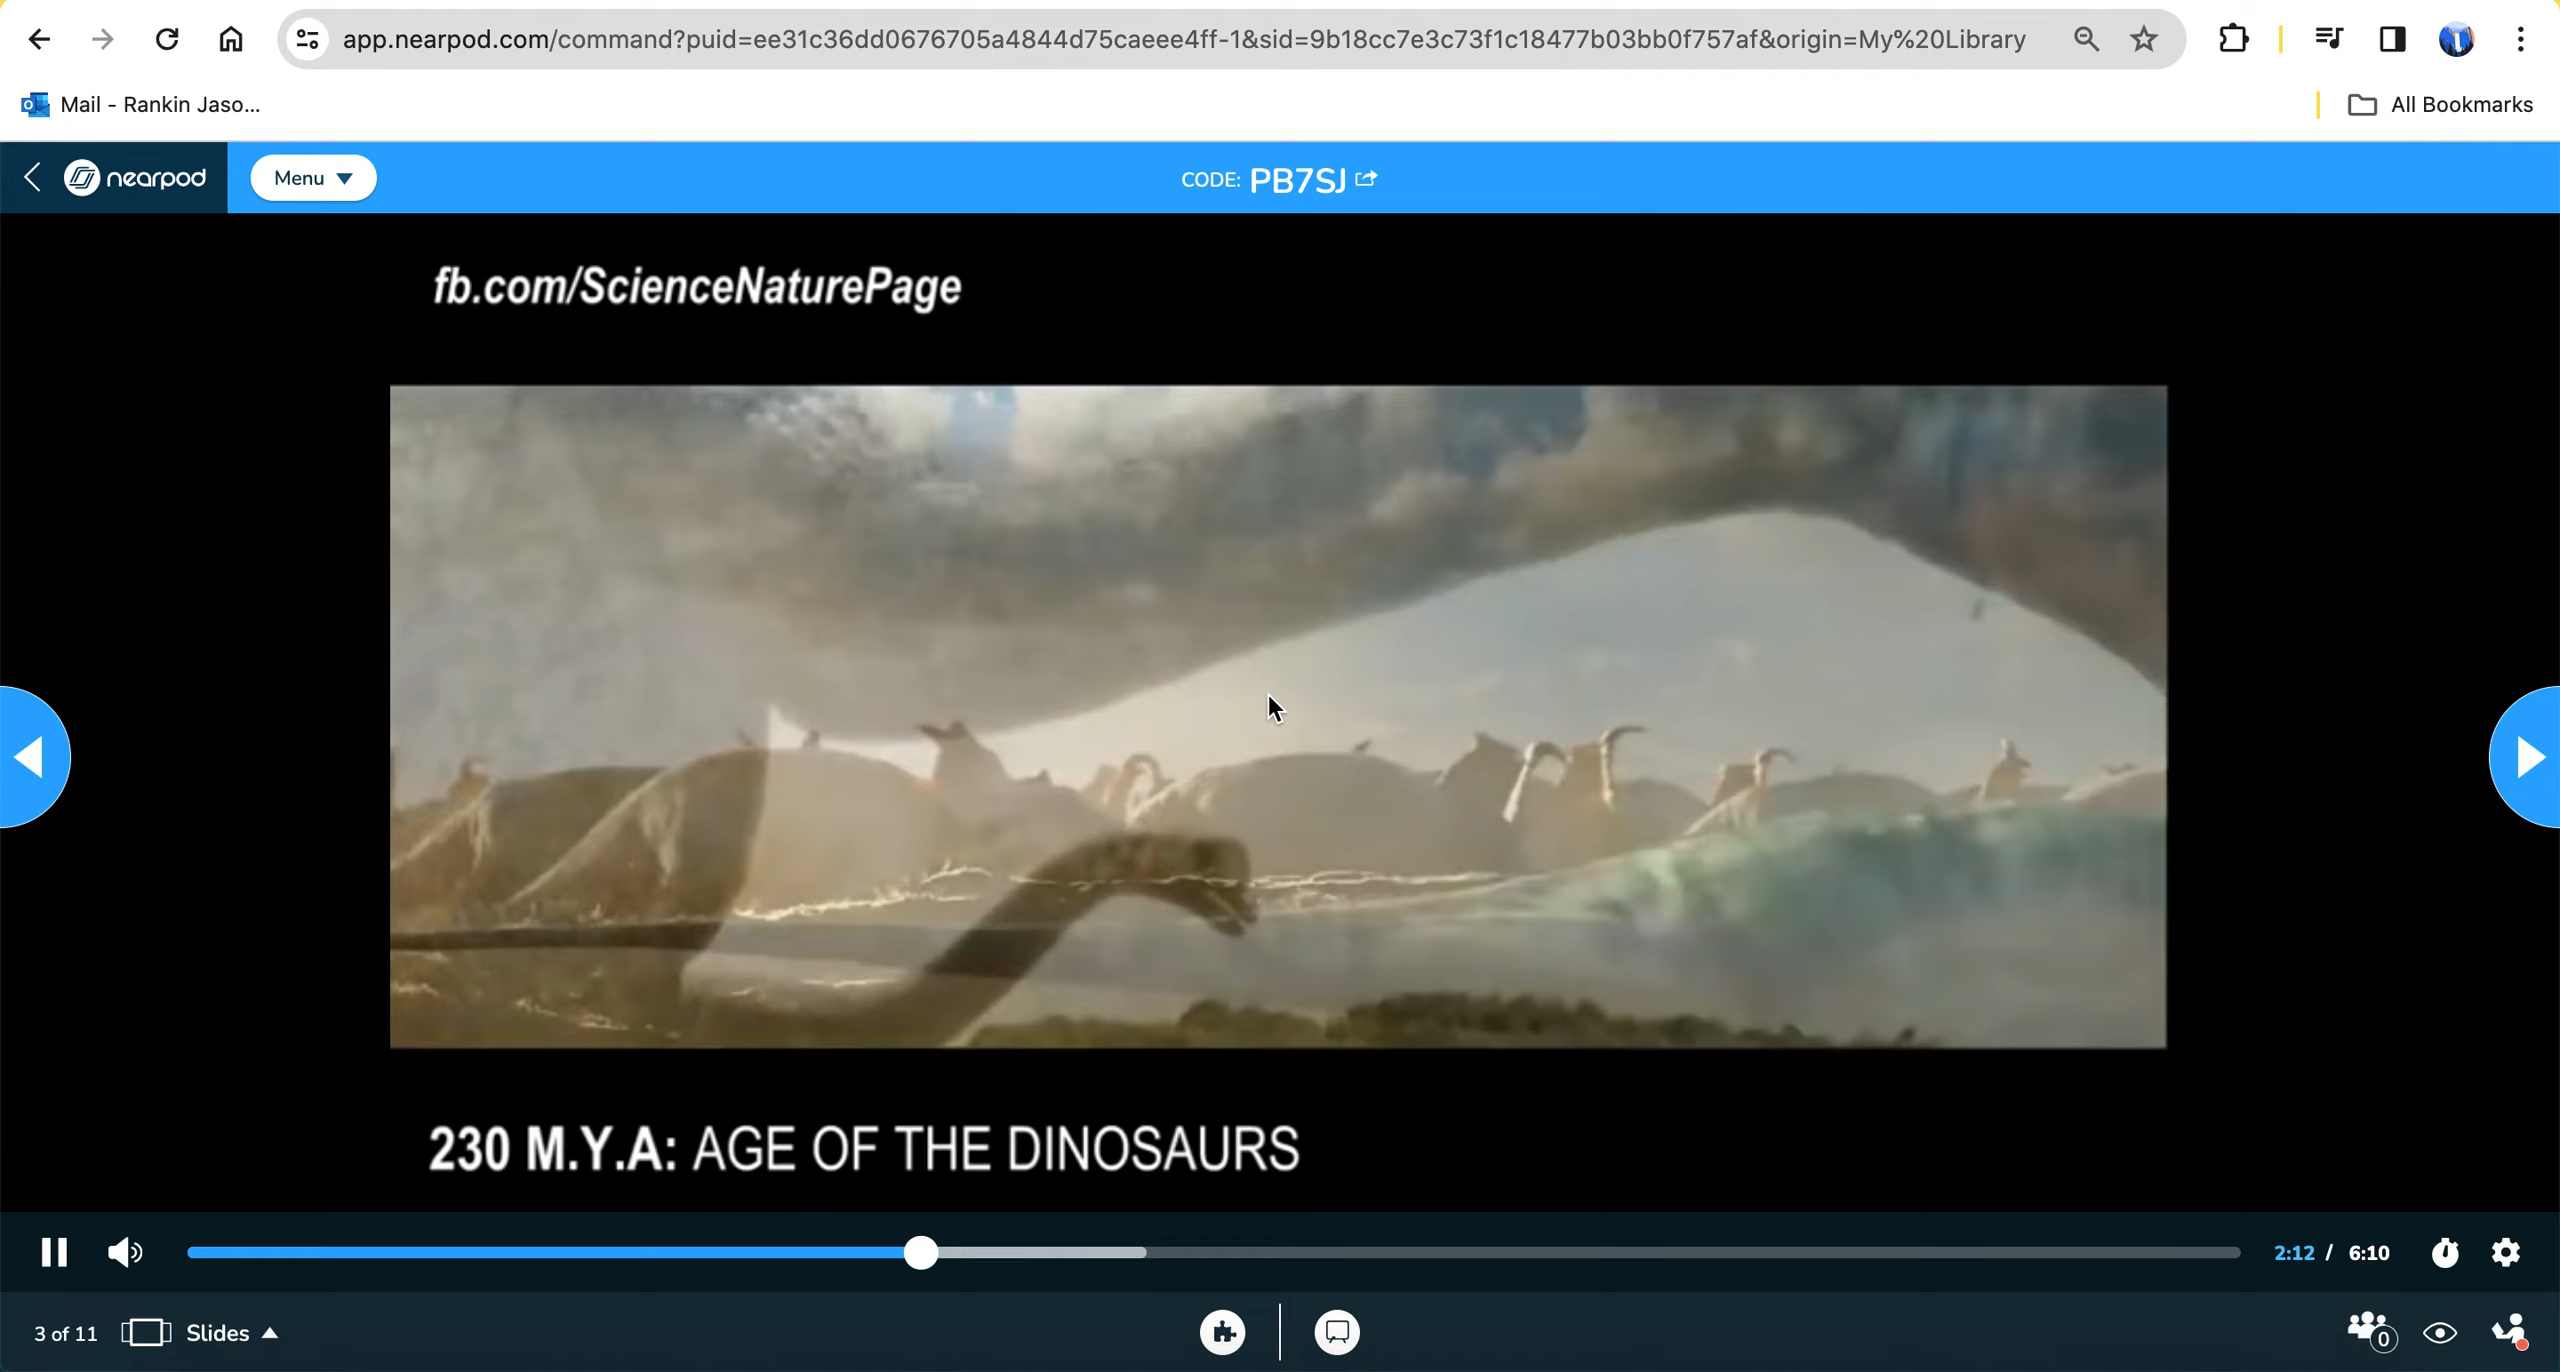 app.nearpod.com/command?puid=ee31c36dd0676705a4844d75caeee4ff-1&sid=9b18cc7e3c73f1c18477b03bb0f757af&origin=My%20Library
Mail - Rankin Jaso...
All Bookmarks
nearpod
Menu
CODE: PB7SJ
fb.com/ScienceNaturePage
230 M.Y.A: AGE OF THE DINOSAURS
2:12 / 6:10
3 of 11
Slides
0